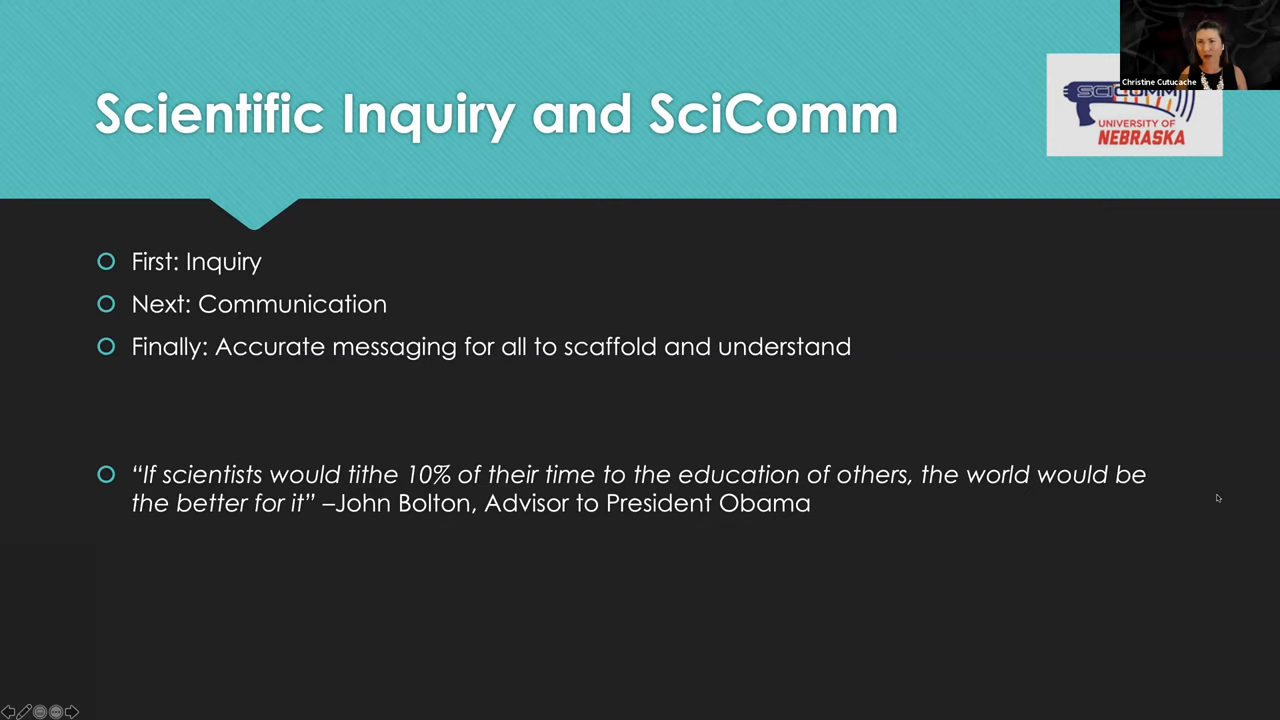 Scientific Inquiry and SciComm
Christine Cutucache
SCICOMM
UNIVERSITY OF
NEBRASKA
First: Inquiry
Next: Communication
Finally: Accurate messaging for all to scaffold and understand
“If scientists would tithe 10% of their time to the education of others, the world would be
the better for it” –John Bolton, Advisor to President Obama